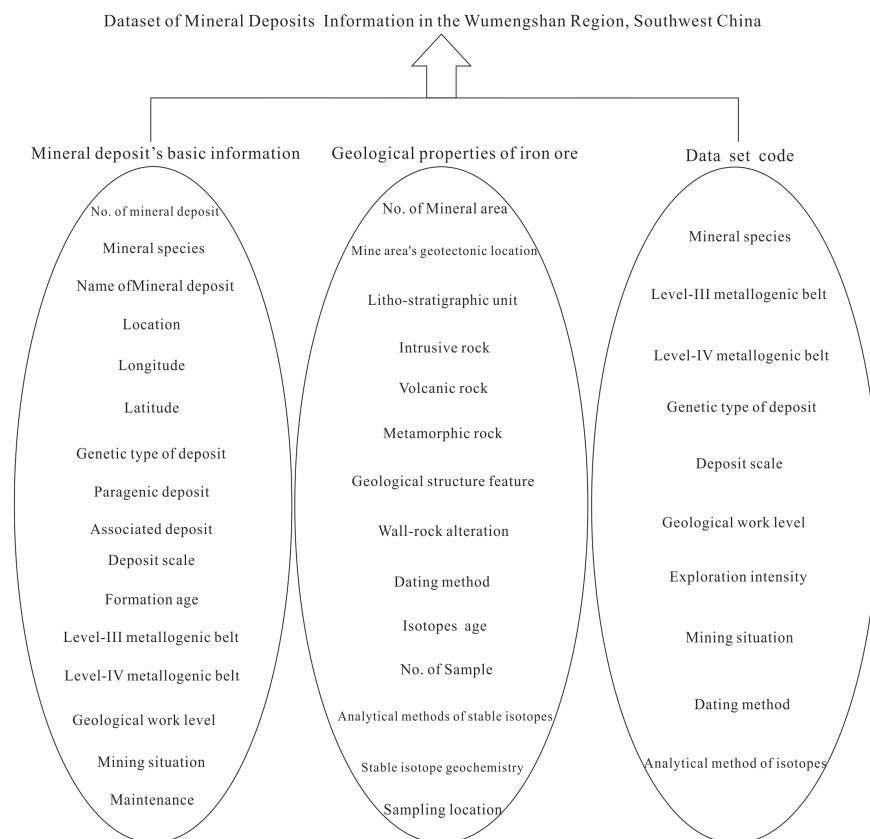 Dataset of Mineral Deposits Information in the Wumengshan Region, Southwest China
Mineral deposit's basic information
No. of mineral deposit
Mineral species
Name ofMineral deposit
Location
Longitude
Latitude
Genetic type of deposit
Paragenic deposit
Associated deposit
Deposit scale
Formation age
Level-III metallogenic belt
Level-IV metallogenic belt
Geological work level
Mining situation
Maintenance
Geological properties of iron ore
No. of Mineral area
Mine area's geotectonic location
Litho-stratigraphic unit
Intrusive rock
Volcanic rock
Metamorphic rock
Geological structure feature
Wall-rock alteration
Dating method
Isotopes age
No. of Sample
Analytical methods of stable isotopes
Stable isotope geochemistry
Sampling location
Data set code
Mineral species
Level-III metallogenic belt
Level-IV metallogenic belt
Genetic type of deposit
Deposit scale
Geological work level
Exploration intensity
Mining situation
Dating method
Analytical method of isotopes